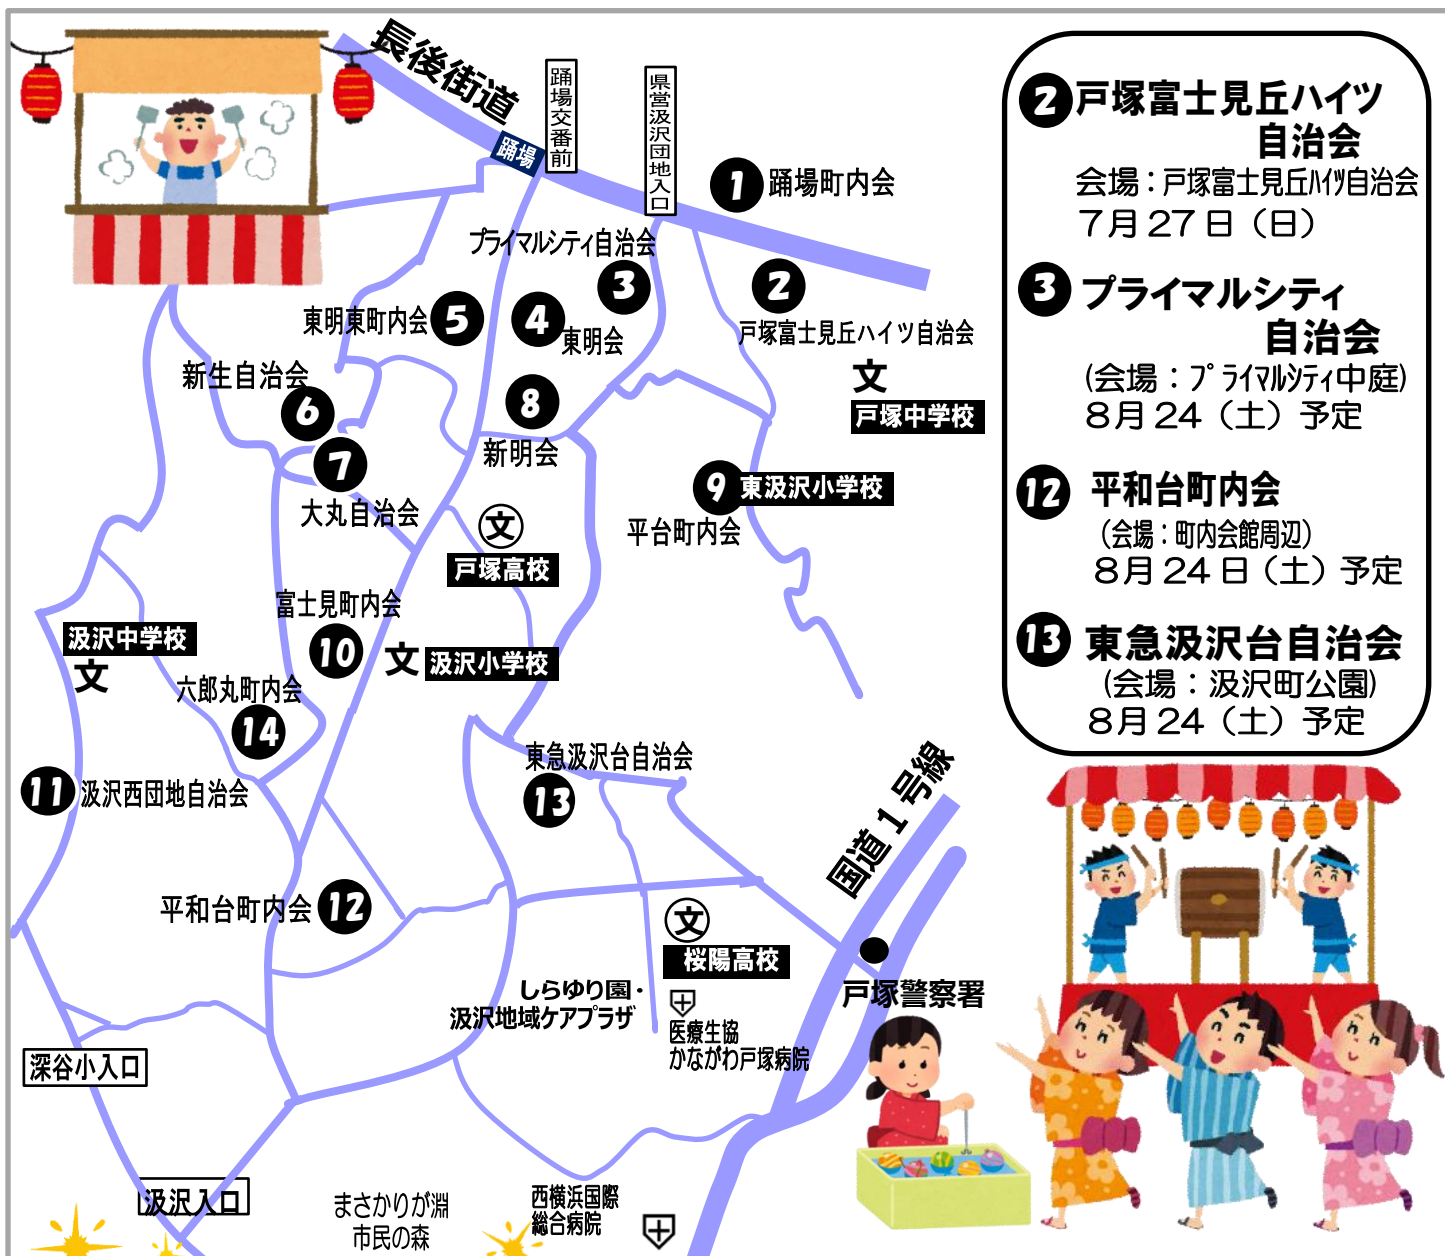 長後街道
踊場交番前
県営汲沢団地入口
踊場
1 踊場町内会
プライマルシティ自治会
3
2
戸塚富士見丘ハイツ自治会
東明東町内会 5
4
東明会
新生自治会
6
8
新明会
文
戸塚中学校
7
大丸自治会
9 東汲沢小学校
平台町内会
文
戸塚高校
富士見町内会
10
文 汲沢小学校
汲沢中学校
文
六郎丸町内会
14
11 汲沢西団地自治会
東急汲沢台自治会
13
国道1号線
平和台町内会 12
文
桜陽高校
戸塚警察署
しらゆり園・
汲沢地域ケアプラザ
医療生協
かながわ戸塚病院
深谷小入口
汲沢入口
まさかりが淵
市民の森
西横浜国際
総合病院
2 戸塚富士見丘ハイツ
自治会
会場：戸塚富士見丘ハイツ自治会
7月27日（日）
3 プライマルシティ
自治会
(会場：プライマルシティ中庭)
8月24（土）予定
12 平和台町内会
(会場：町内会館周辺)
8月24日（土）予定
13 東急汲沢台自治会
(会場：汲沢町公園)
8月24（土）予定